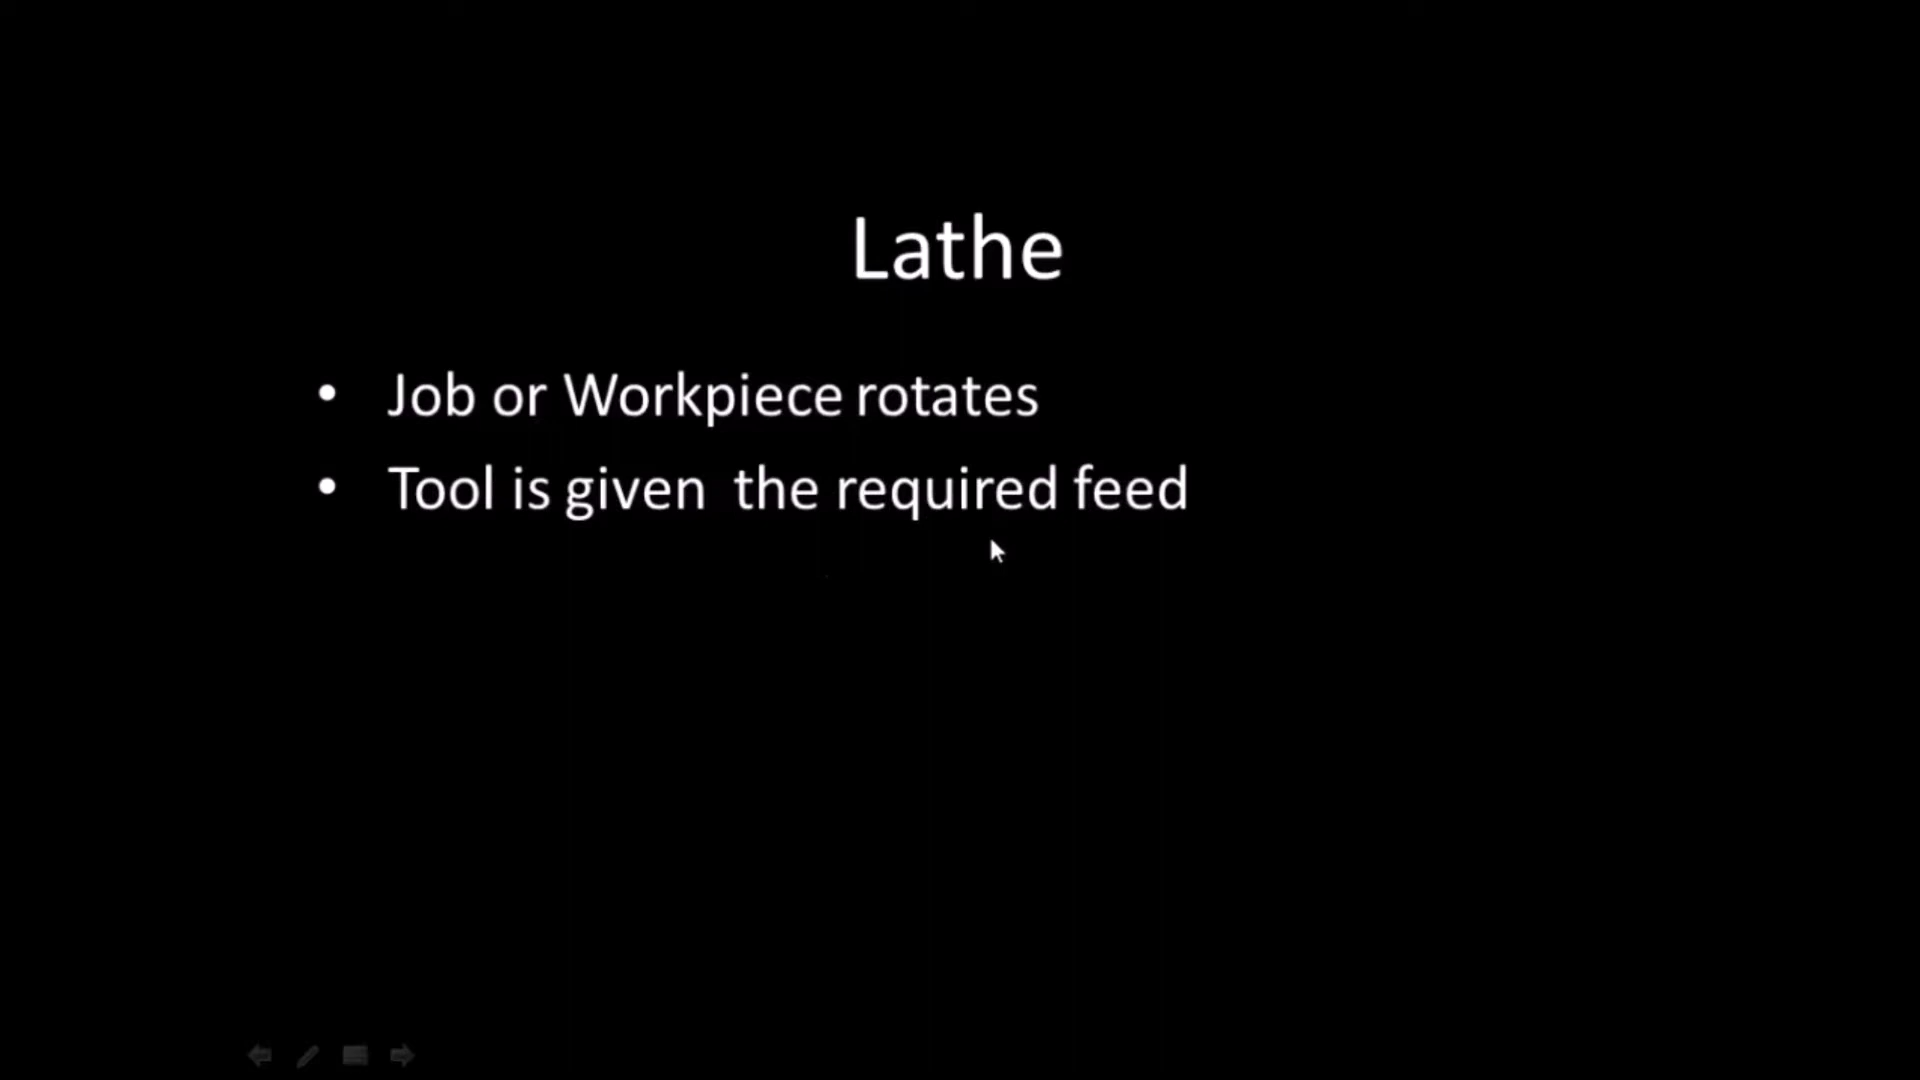 Lathe
• Job or Workpiece rotates
• Tool is given the required feed